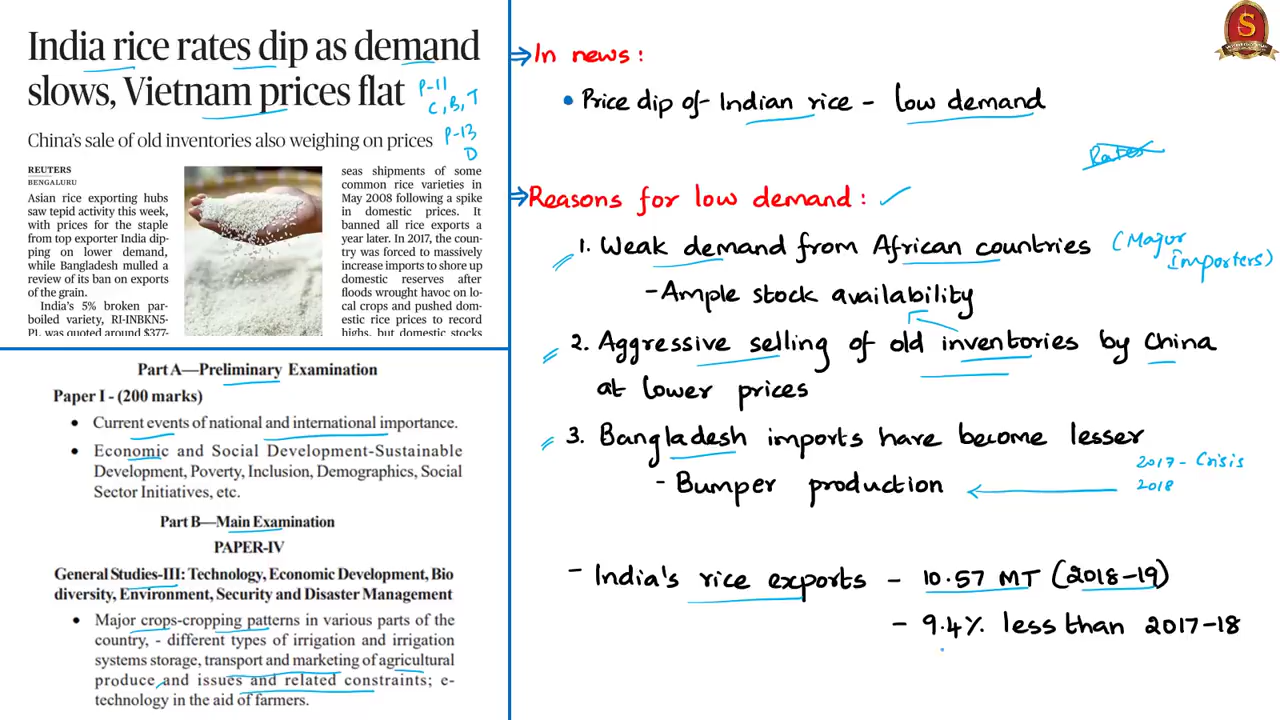 India rice rates dip as demand
slows, Vietnam prices flat
P-11
C, B, T
China's sale of old inventories also weighing on prices
P-13
D
REUTERS
BENGALURU
Asian rice exporting hubs
saw tepid activity this week,
with prices for the staple
from top exporter India dip-
ping on lower demand,
while Bangladesh mulled a
review of its ban on exports
of the grain.
India's 5% broken par-
boiled variety, RI-INBKN5-
P1, was quoted around $377-
seas shipments of some
common rice varieties in
May 2008 following a spike
in domestic prices. It
banned all rice exports a
year later. In 2017, the coun-
try was forced to massively
increase imports to shore up
domestic reserves after
floods wrought havoc on lo-
cal crops and pushed dom-
estic rice prices to record
highs, but domestic stocks
Part A—Preliminary Examination
Paper I - (200 marks)
• Current events of national and international importance.
• Economic and Social Development-Sustainable
Development, Poverty, Inclusion, Demographics, Social
Sector Initiatives, etc.
Part B—Main Examination
PAPER-IV
General Studies-III: Technology, Economic Development, Bio
diversity, Environment, Security and Disaster Management
• Major crops-cropping patterns in various parts of the
country, - different types of irrigation and irrigation
systems storage, transport and marketing of agricultural
produce and issues and related constraints; e-
technology in the aid of farmers.
S
⇒ In news :
• Price dip of Indian rice - low demand
Rates
⇒ Reasons for low demand :
1. Weak demand from African countries (Major
Importers)
- Ample stock availability
2. Aggressive selling of old inventories by China
at lower prices
3. Bangladesh imports have become lesser
2017 - Crisis
- Bumper production
2018
- India's rice exports - 10.57 MT (2018-19)
- 9.4% less than 2017-18